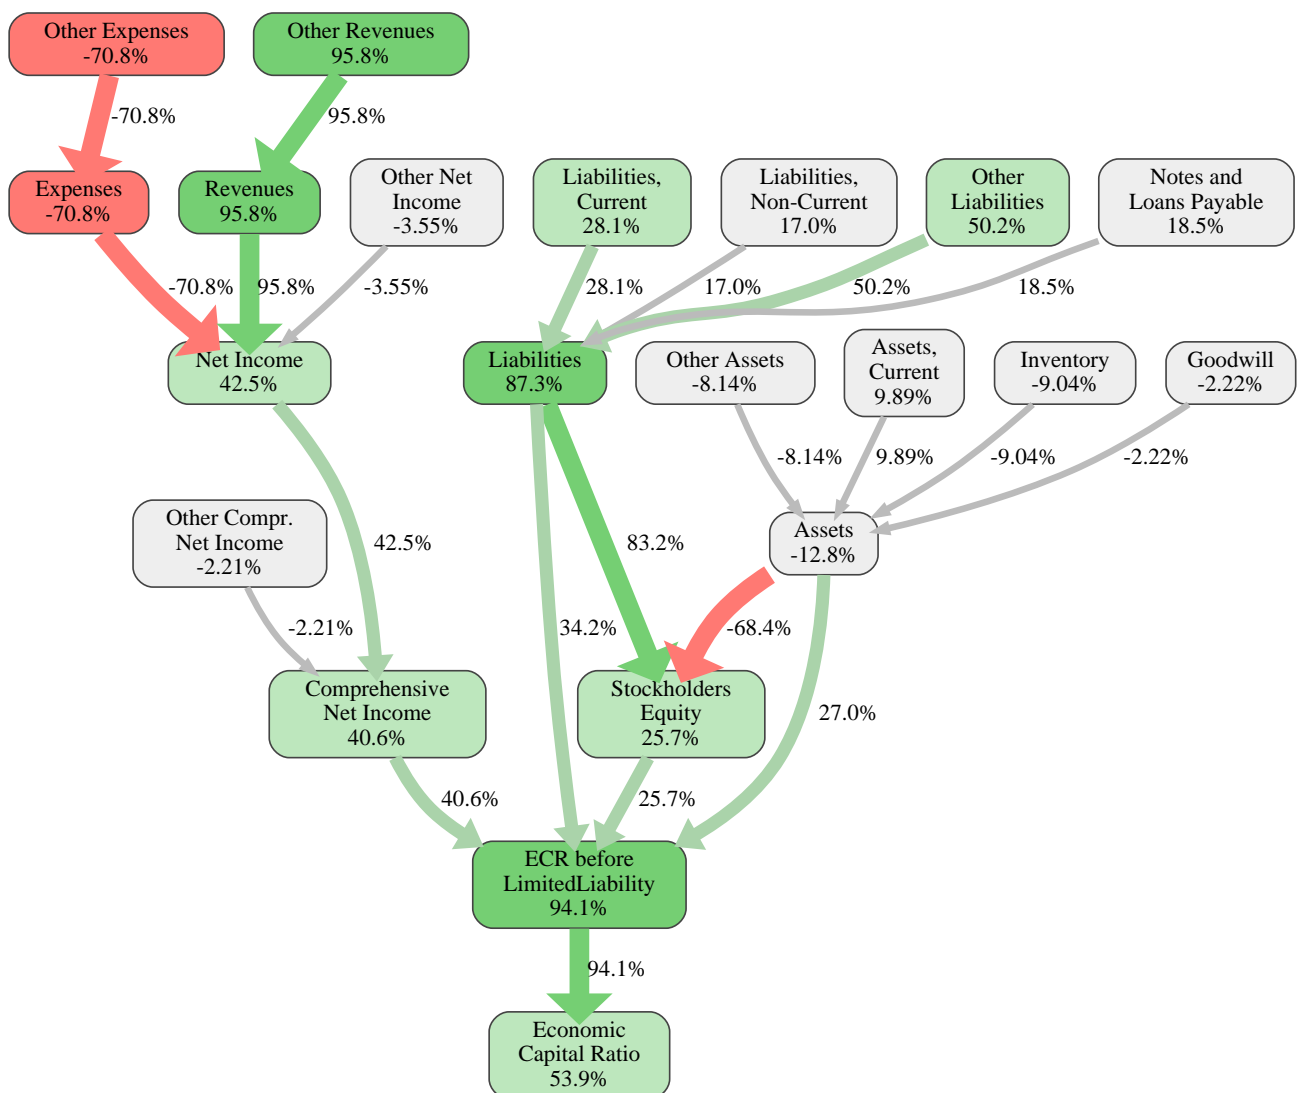 Other Expenses
-70.8%
Other Revenues
95.8%
-70.8%
95.8%
Expenses
-70.8%
Revenues
95.8%
Other Net
Income
-3.55%
Liabilities,
Current
28.1%
Liabilities,
Non-Current
17.0%
Other
Liabilities
50.2%
Notes and
Loans Payable
18.5%
-70.8%
95.8%
-3.55%
28.1%
17.0%
50.2%
18.5%
Net Income
42.5%
Liabilities
87.3%
Other Assets
-8.14%
Assets,
Current
9.89%
Inventory
-9.04%
Goodwill
-2.22%
-8.14%
9.89%
-9.04%
-2.22%
Other Compr.
Net Income
-2.21%
42.5%
83.2%
Assets
-12.8%
-2.21%
34.2%
-68.4%
27.0%
Comprehensive
Net Income
40.6%
Stockholders
Equity
25.7%
40.6%
25.7%
ECR before
LimitedLiability
94.1%
94.1%
Economic
Capital Ratio
53.9%